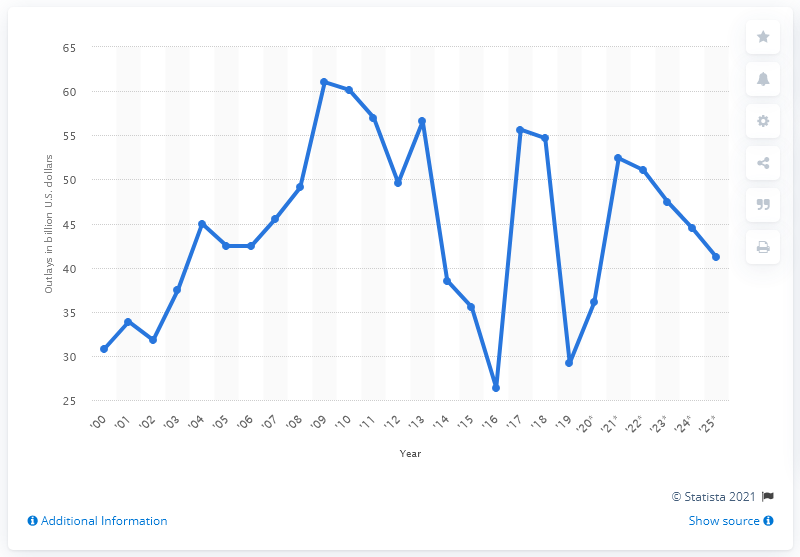 65
60
55
50
45
40
35
30
25
Outlays in billion U.S. dollars
'00 '01 '02 '03 '04 '05 '06 '07 '08 '09 '10 '11 '12 '13 '14 '15 '16 '17 '18 '19 '20* '21* '22* '23* '24* '25*
Year
© Statista 2021
Additional Information
Show source